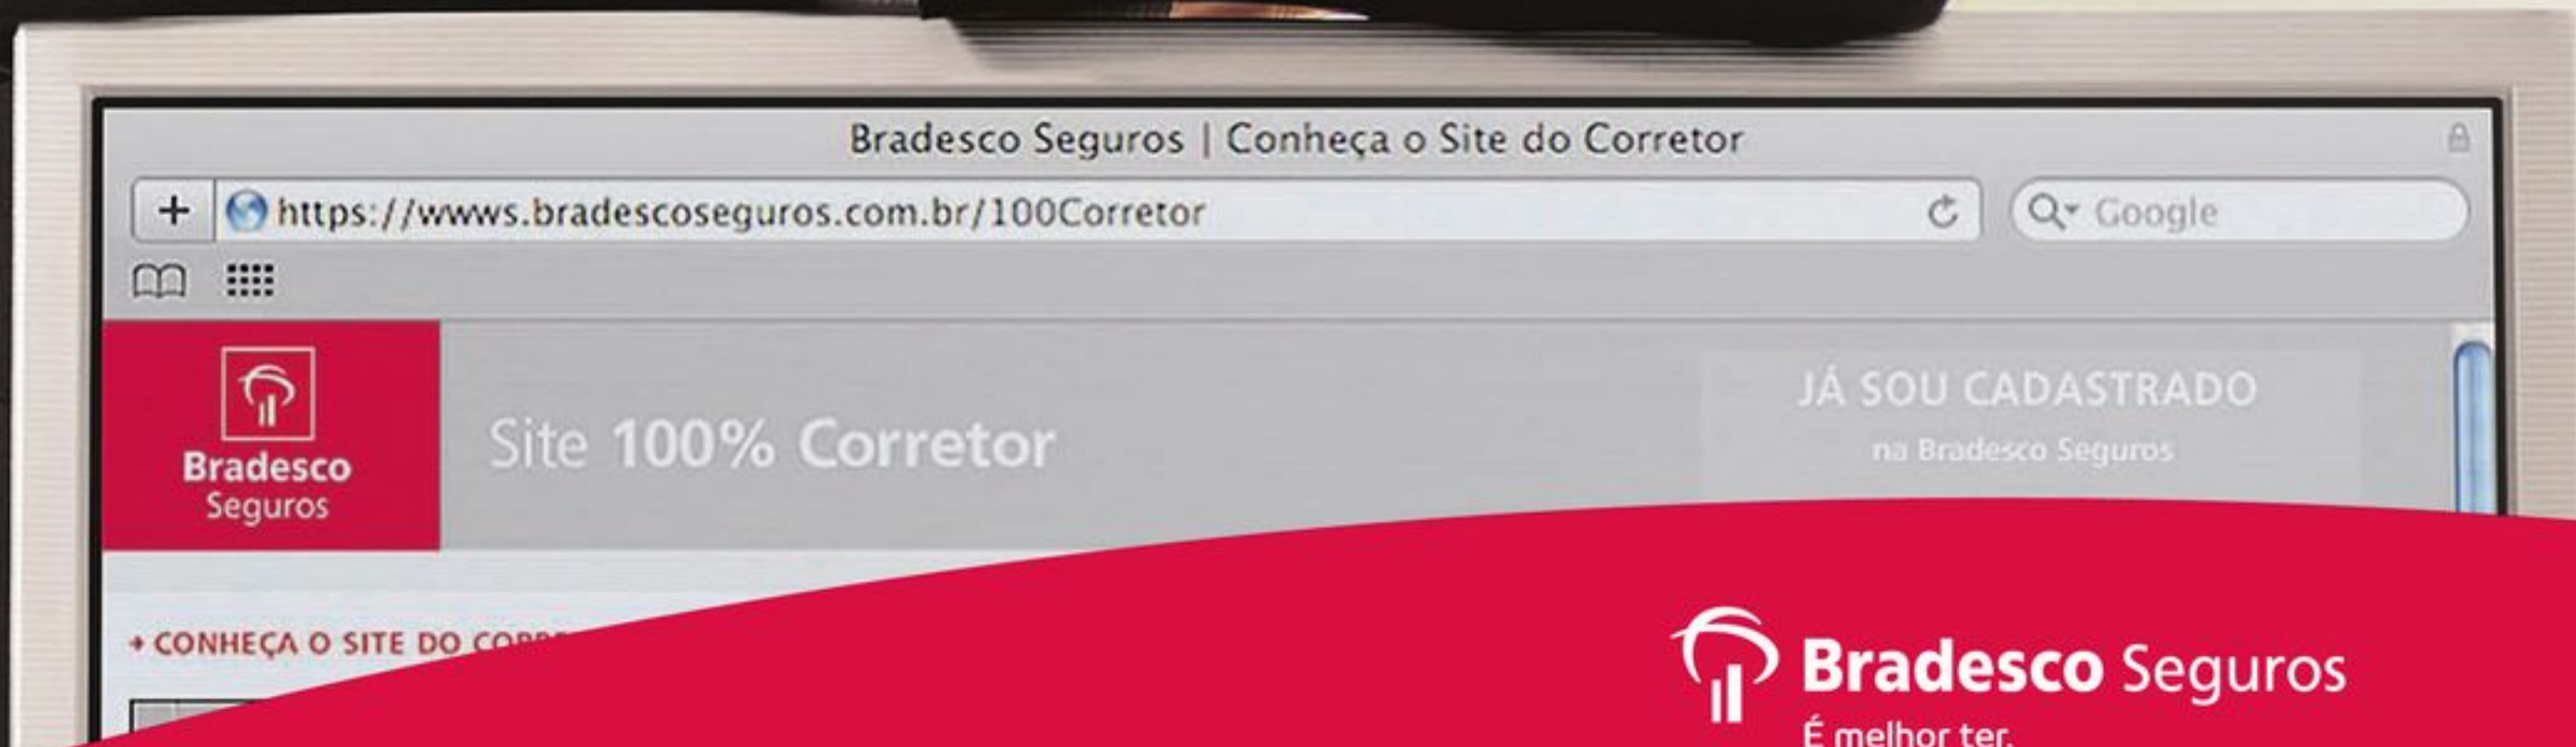 Bradesco Seguros | Conheça o Site do Corretor
https://wwws.bradescoseguros.com.br/100Corretor
Google
Bradesco
Seguros
Site 100% Corretor
JÁ SOU CADASTRADO
na Bradesco Seguros
CONHEÇA O SITE DO
Bradesco Seguros
É melhor ter.